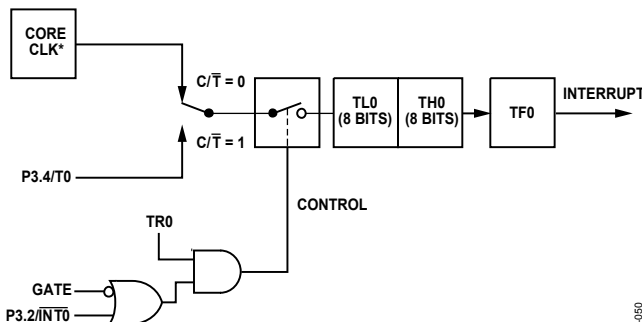 CORE
CLK*
C/T̅ = 0
C/T̅ = 1
P3.4/T0
TL0
(8 BITS)
TH0
(8 BITS)
TF0
INTERRUPT
CONTROL
TR0
GATE
P3.2/I̅N̅T̅0̅
-050